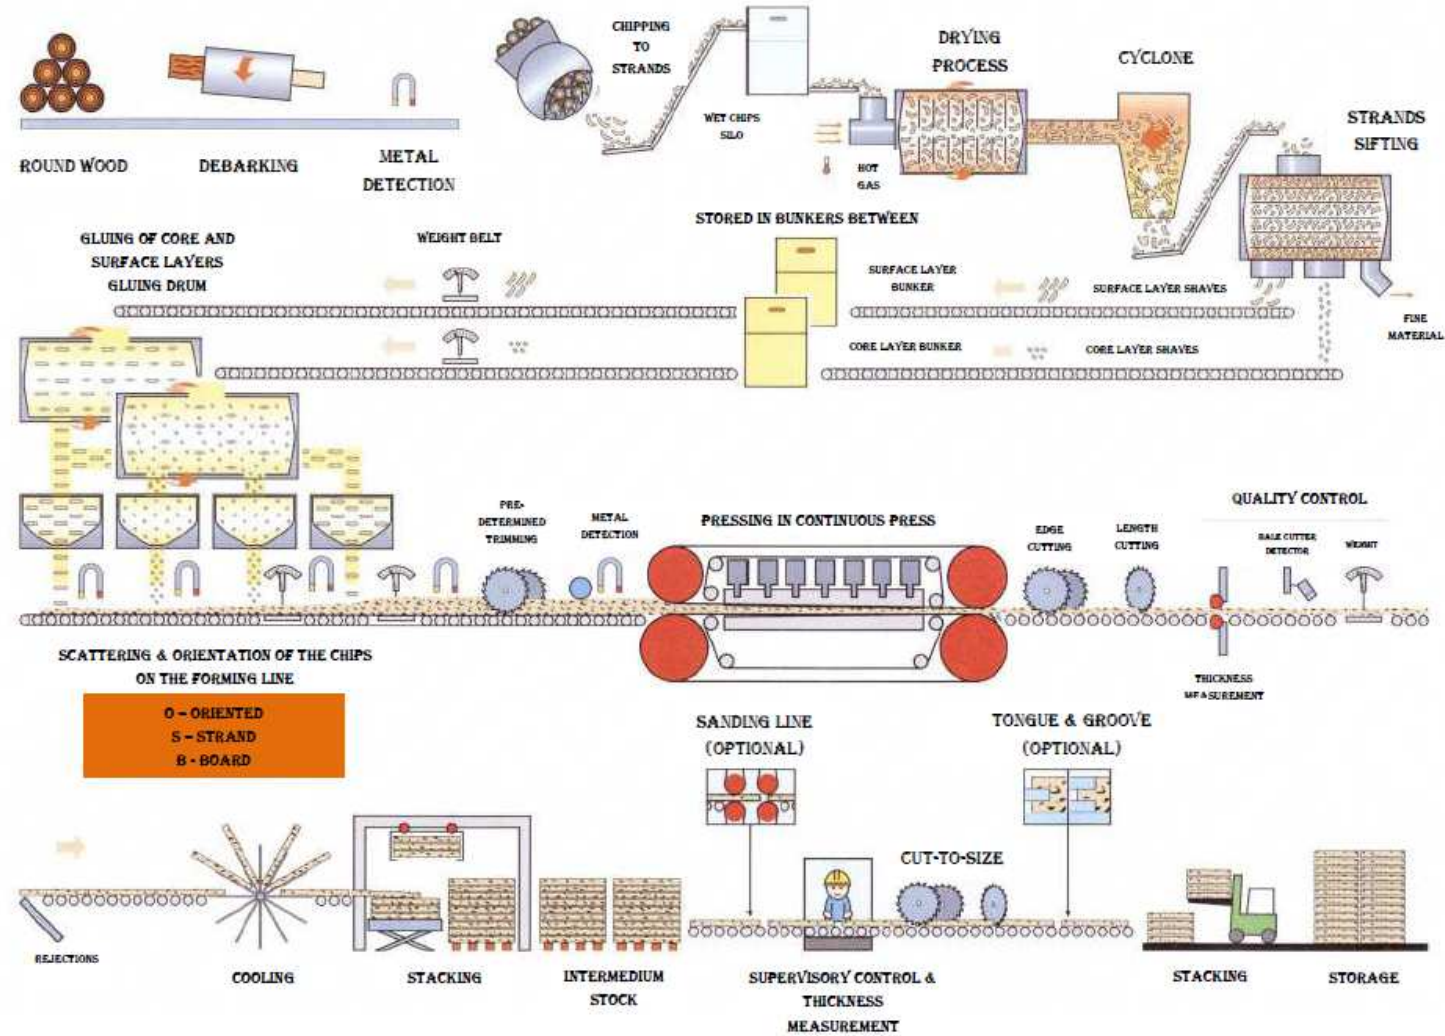 CHIPPING
TO
STRANDS
DRYING
PROCESS
CYCLONE
WET CHIPS
SILO
HOT
GAS
STRANDS
SIFTING
ROUND WOOD
DEBARKING
METAL
DETECTION
STORED IN BUNKERS BETWEEN
GLUING OF CORE AND
SURFACE LAYERS
GLUING DRUM
WEIGHT BELT
SURFACE LAYER
BUNKER
SURFACE LAYER SHAVES
FINE
MATERIAL
CORE LAYER BUNKER
CORE LAYER SHAVES
PRE-
DETERMINED
TRIMMING
METAL
DETECTION
PRESSING IN CONTINUOUS PRESS
EDGE
CUTTING
LENGTH
CUTTING
QUALITY CONTROL
BALE CUTTER
DETECTOR
WEIGHT
THICKNESS
MEASUREMENT
SCATTERING & ORIENTATION OF THE CHIPS
ON THE FORMING LINE
O – ORIENTED
S – STRAND
B - BOARD
SANDING LINE
(OPTIONAL)
TONGUE & GROOVE
(OPTIONAL)
CUT-TO-SIZE
REJECTIONS
COOLING
STACKING
INTERMEDIUM
STOCK
SUPERVISORY CONTROL &
THICKNESS
MEASUREMENT
STACKING
STORAGE